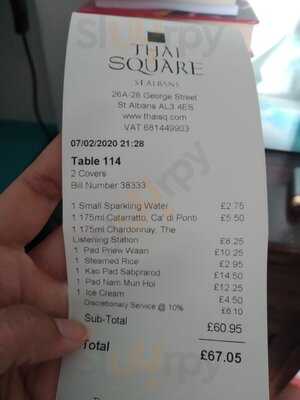 THAI
SQUARE
ST ALBANS
26A-28 George Street
St Albans AL3 4ES
www.thaisq.com
VAT 681449903
07/02/2020 21:28
Table 114
2 Covers
Bill Number 38333
1 Small Sparkling Water £2.75
1 175ml Catarratto, Ca' di Ponti £5.50
1 175ml Chardonnay, The
Listening Station £8.25
1 Pad Priew Waan £10.25
1 Steamed Rice £2.95
1 Kao Pad Sabprarod £14.50
1 Pad Nam Mun Hoi £12.25
1 Ice Cream £4.50
Discretionary Service @ 10% £6.10
Sub-Total £60.95
Total £67.05